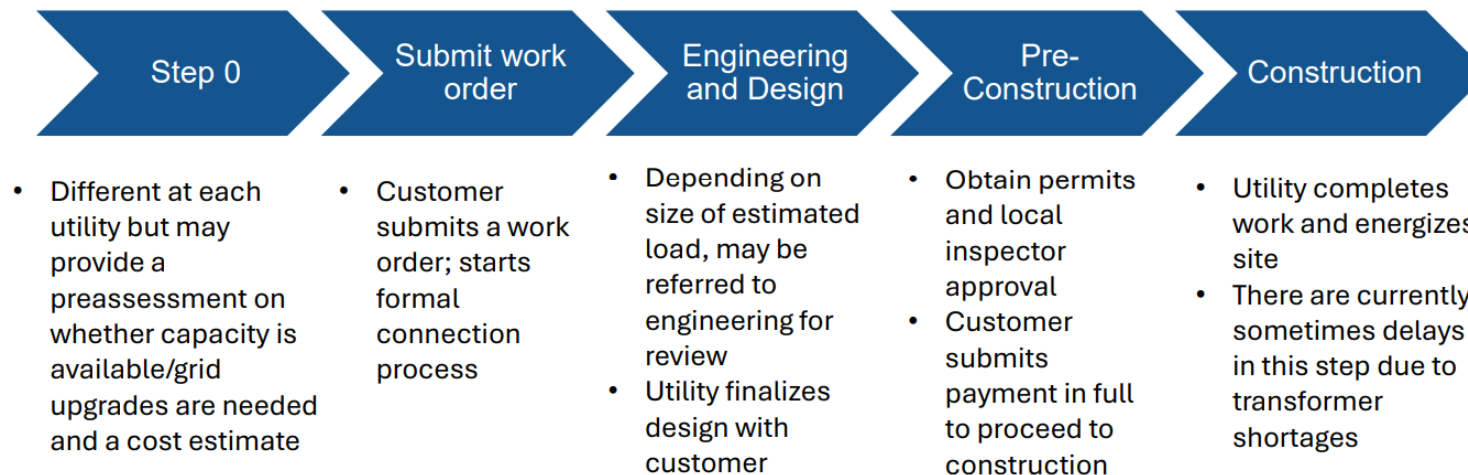 Step 0
Submit work
order
Engineering
and Design
Pre-
Construction
Construction
• Different at each
utility but may
provide a
preassessment on
whether capacity is
available/grid
upgrades are needed
and a cost estimate
• Customer
submits a work
order; starts
formal
connection
process
• Depending on
size of estimated
load, may be
referred to
engineering for
review
• Utility finalizes
design with
customer
• Obtain permits
and local
inspector
approval
• Customer
submits
payment in full
to proceed to
construction
• Utility completes
work and energizes
site
• There are currently
sometimes delays
in this step due to
transformer
shortages